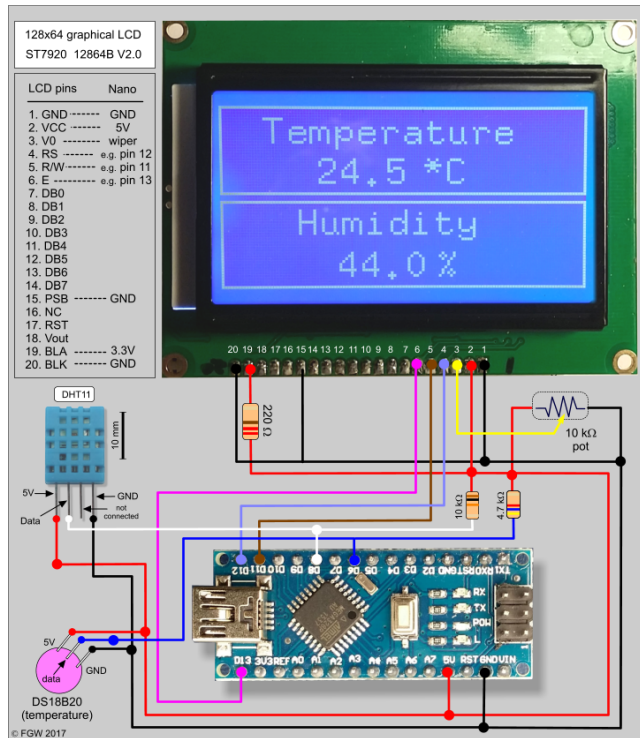 128x64 graphical LCD
ST7920 12864B V2.0
LCD pins Nano
1. GND ------ GND
2. VCC ------ 5V
3. V0 -------- wiper
4. RS ------- e.g. pin 12
5. R/W------- e.g. pin 11
6. E --------- e.g. pin 13
7. DB0
8. DB1
9. DB2
10. DB3
11. DB4
12. DB5
13. DB6
14. DB7
15. PSB ------- GND
16. NC
17. RST
18. Vout
19. BLA ------- 3.3V
20. BLK ------- GND
Temperature
24.5 *C
Humidity
44.0%
20 19 18 17 16 15 14 13 12 11 10 9 8 7 6 5 4 3 2 1
DHT11
10 mm
5V
GND
Data
not
connected
220 Ω
10 kΩ
pot
10 kΩ
4.7 kΩ
D12 D11 D10 D9 D8 D7 D6 D5 D4 D3 D2 GND RST RX0 TX1
RX
TX
POW
L
D13 3V3 REF A0 A1 A2 A3 A4 A5 A6 A7 5V RST GND VIN
5V
GND
data
DS18B20
(temperature)
© FGW 2017